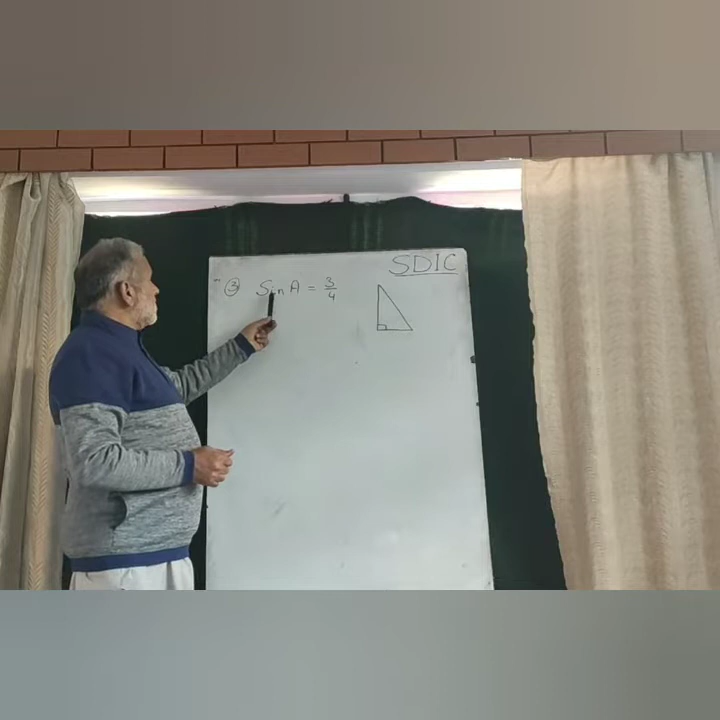 SDIC
③ Sin A = 3/4